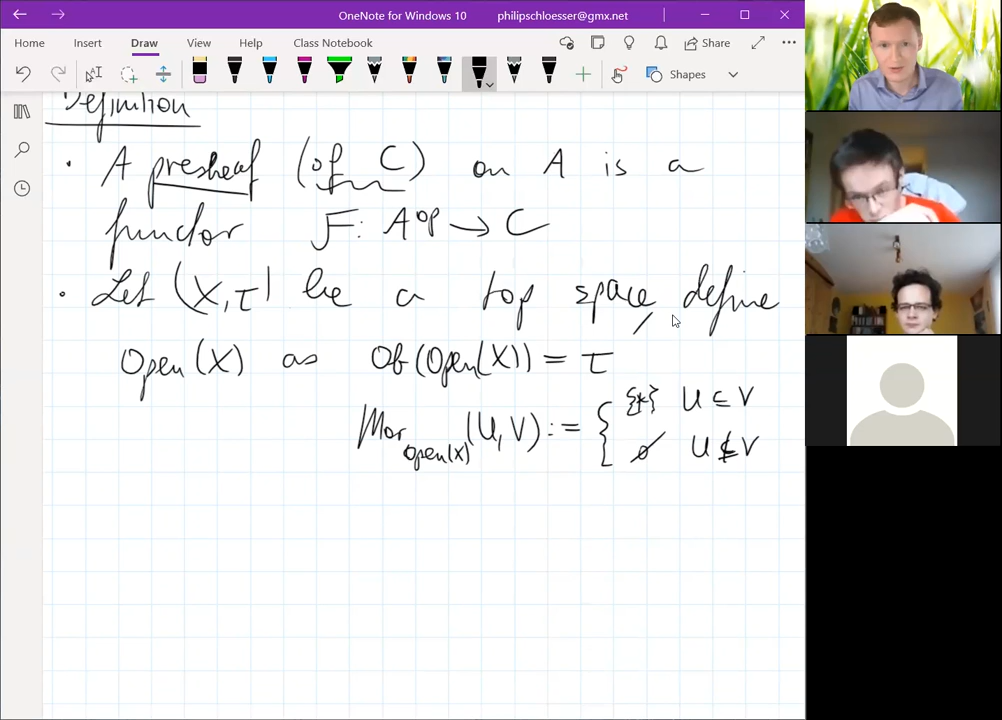 OneNote for Windows 10 philipschloesser@gmx.net
Home Insert Draw View Help Class Notebook Share
Shapes
Definition
• A presheaf (of C) on A is a
functor F: A^op → C
• Let (X, τ) be a top space, define
Open(X) as Ob(Open(X)) = τ
Mor_Open(X)(U, V) := { {*} U ⊆ V
∅ U ⊈ V